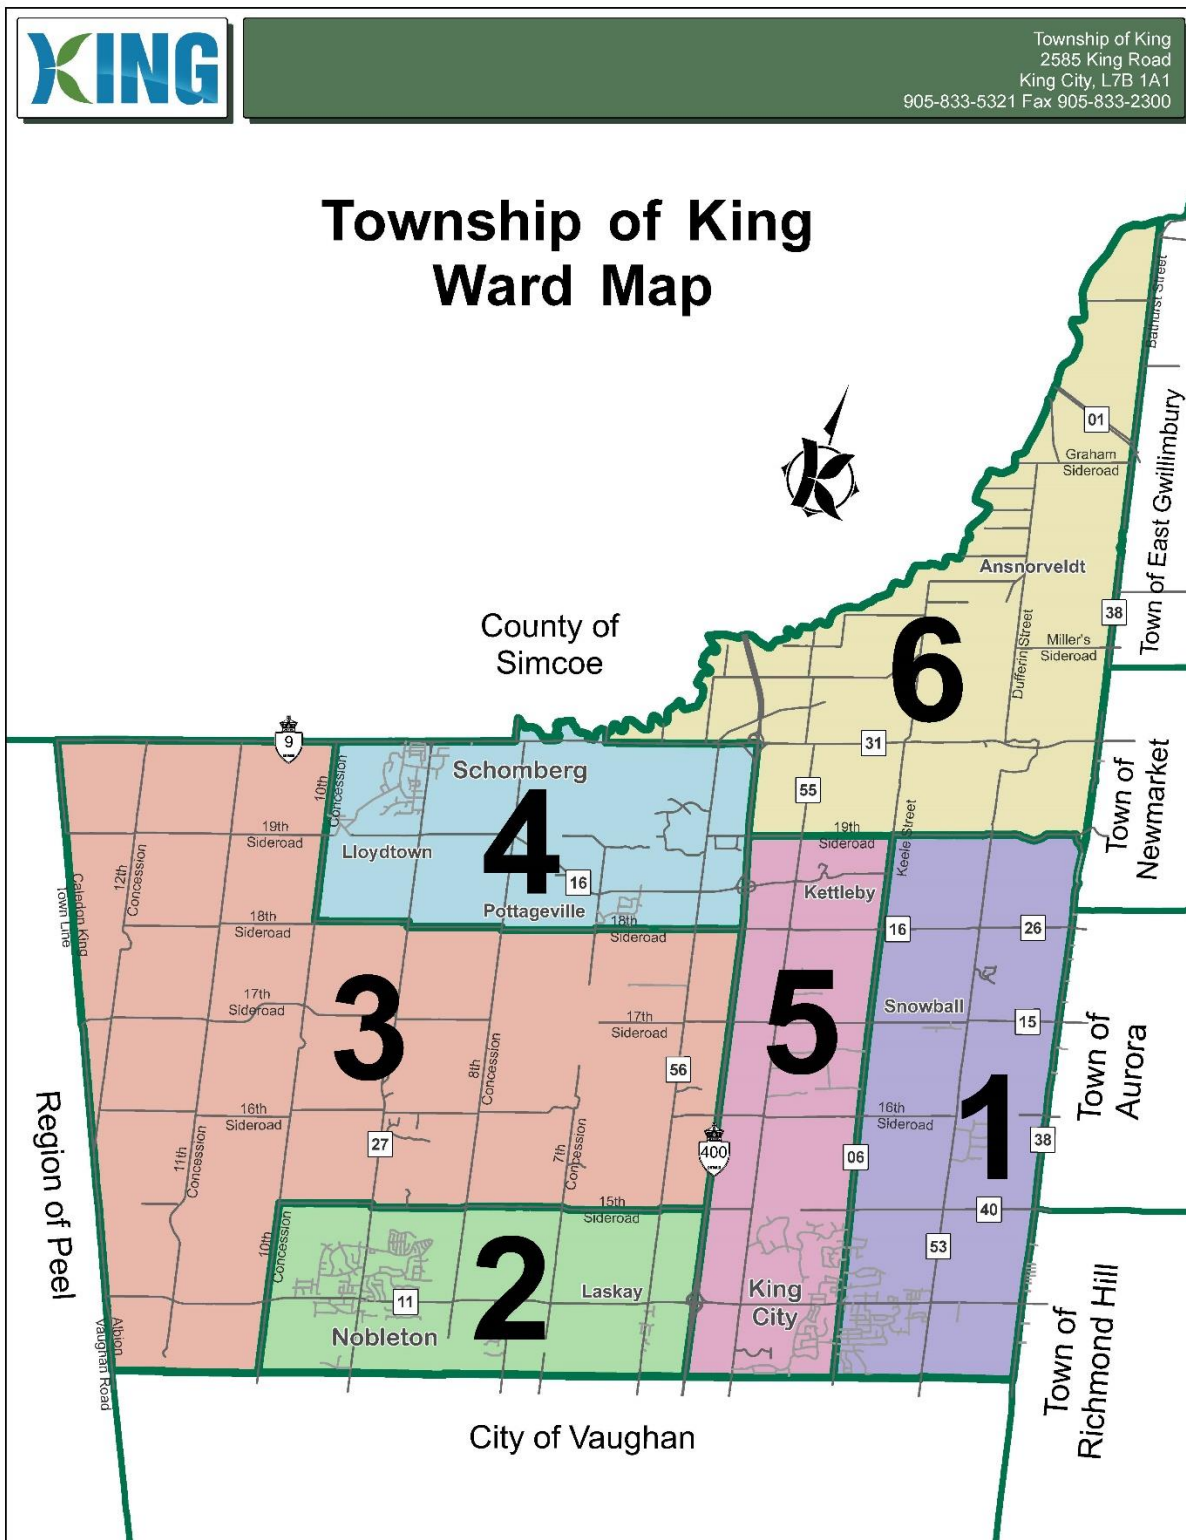 KING
Township of King
2585 King Road
King City, L7B 1A1
905-833-5321 Fax 905-833-2300
Township of King
Ward Map
Bathurst Street
01
Graham
Sideroad
Town of East Gwillimbury
Ansnorveldt
38
County of
Simcoe
6
Dufferin Street
Miller's
Sideroad
9
31
Schomberg
10th
Concession
55
Town of
Newmarket
4
19th
Sideroad
Lloydtown
19th
Sideroad
Keele Street
12th
Concession
16
Kettleby
Caledon King
Town Line
Pottageville
18th
Sideroad
18th
Sideroad
16
26
3
5
17th
Sideroad
Snowball
17th
Sideroad
15
8th
Concession
56
Town of
Aurora
1
Region of Peel
16th
Sideroad
16th
Sideroad
11th
Concession
27
7th
Concession
400
06
38
15th
Sideroad
40
10th
Concession
2
53
Laskay
King
City
11
Nobleton
Albion
Vaughan Road
Town of
Richmond Hill
City of Vaughan